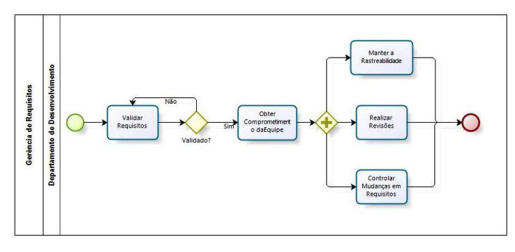 Gerência de Requisitos
Departamento de Desenvolvimento
Validar
Requisitos
Não
Validado?
Sim
Obter
Comprometiment
o daEquipe
Manter a
Rastreabilidade
Realizar
Revisões
Controlar
Mudanças em
Requisitos